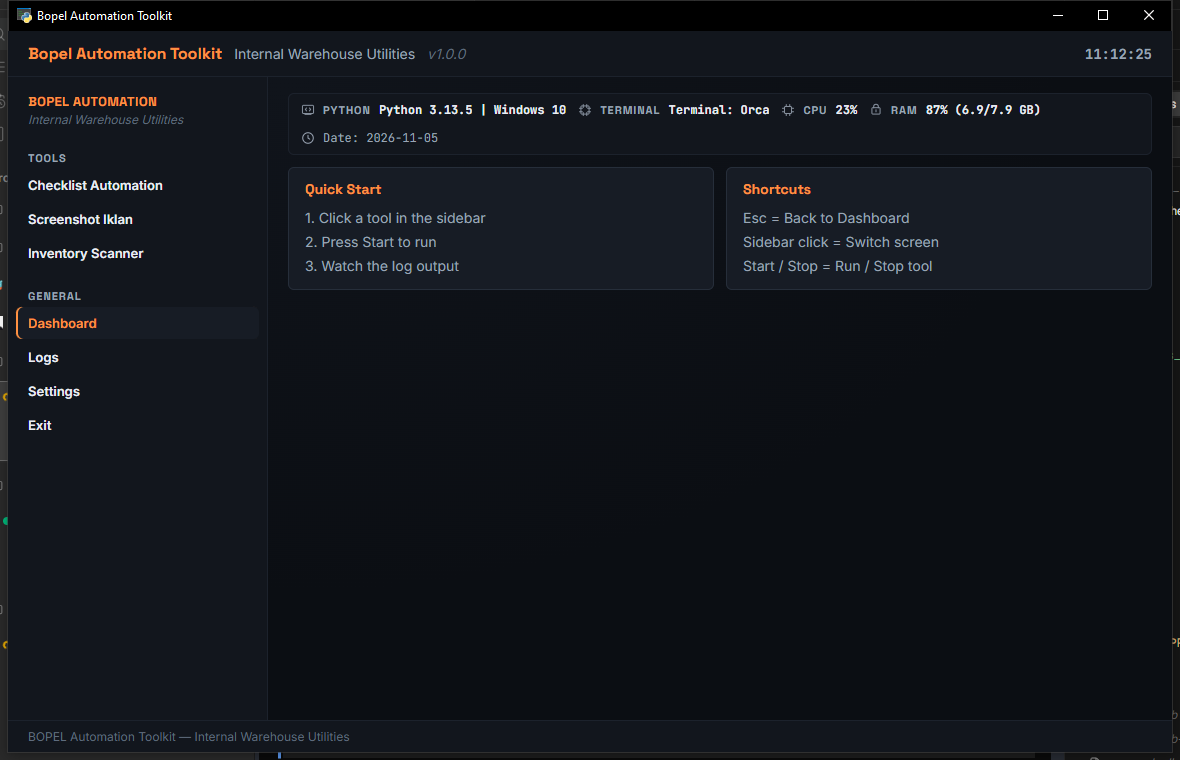 Bopel Automation Toolkit
Bopel Automation Toolkit Internal Warehouse Utilities v1.0.0 11:12:25
BOPEL AUTOMATION
Internal Warehouse Utilities
TOOLS
Checklist Automation
Screenshot Iklan
Inventory Scanner
GENERAL
Dashboard
Logs
Settings
Exit
PYTHON Python 3.13.5 | Windows 10 TERMINAL Terminal: Orca CPU 23% RAM 87% (6.9/7.9 GB)
Date: 2026-11-05
Quick Start
1. Click a tool in the sidebar
2. Press Start to run
3. Watch the log output
Shortcuts
Esc = Back to Dashboard
Sidebar click = Switch screen
Start / Stop = Run / Stop tool
BOPEL Automation Toolkit — Internal Warehouse Utilities